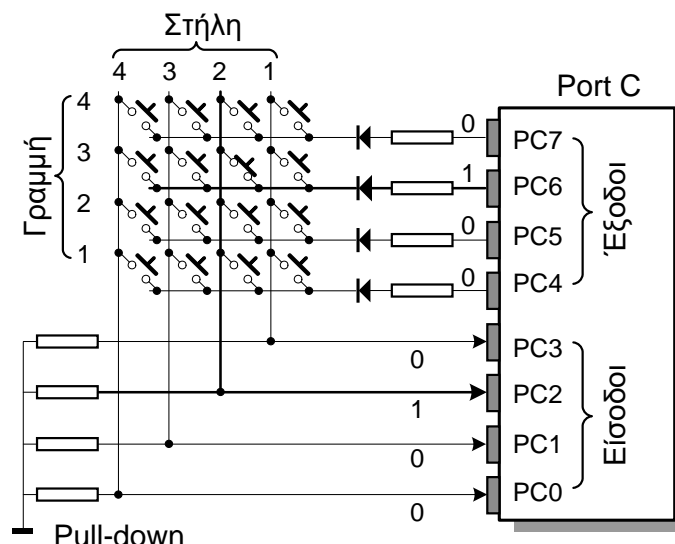 Στήλη
4 3 2 1
Port C
Γραμμή
4
3
2
1
0 PC7
1 PC6
0 PC5
0 PC4
Έξοδοι
0 PC3
1 PC2
0 PC1
0 PC0
Είσοδοι
Pull-down